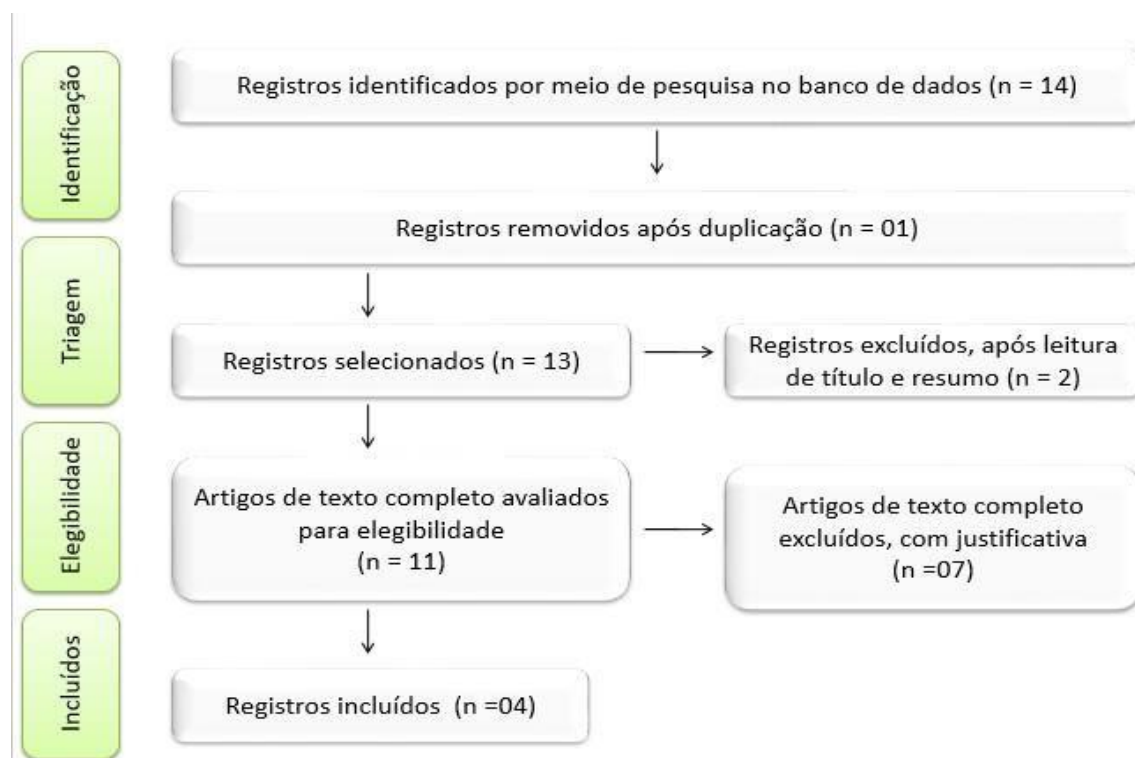 Identificação
Registros identificados por meio de pesquisa no banco de dados (n = 14)
Registros removidos após duplicação (n = 01)
Triagem
Registros selecionados (n = 13)
Registros excluídos, após leitura
de título e resumo (n = 2)
Elegibilidade
Artigos de texto completo avaliados
para elegibilidade
(n = 11)
Artigos de texto completo
excluídos, com justificativa
(n =07)
Incluídos
Registros incluídos (n =04)